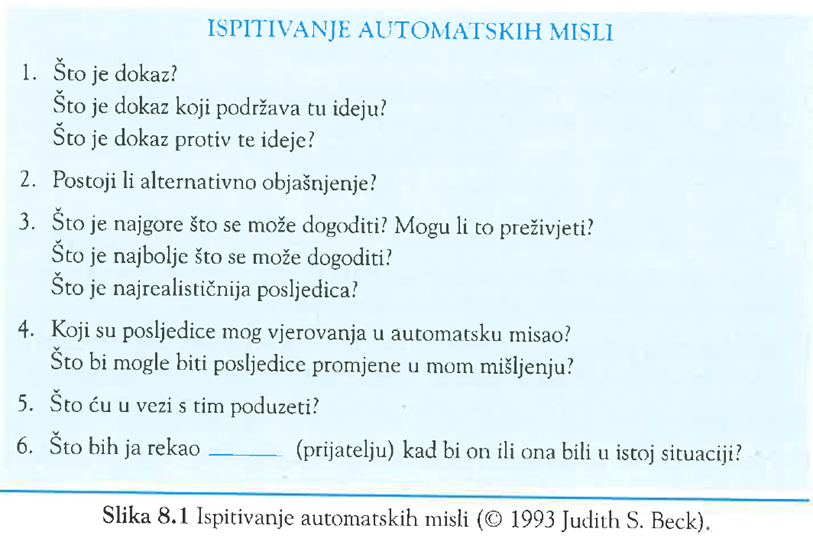 ISPITIVANJE AUTOMATSKIH MISLI
1. Što je dokaz?
Što je dokaz koji podržava tu ideju?
Što je dokaz protiv te ideje?
2. Postoji li alternativno objašnjenje?
3. Što je najgore što se može dogoditi? Mogu li to preživjeti?
Što je najbolje što se može dogoditi?
Što je najrealističnija posljedica?
4. Koji su posljedice mog vjerovanja u automatsku misao?
Što bi mogle biti posljedice promjene u mom mišljenju?
5. Što ću u vezi s tim poduzeti?
6. Što bih ja rekao ______ (prijatelju) kad bi on ili ona bili u istoj situaciji?
Slika 8.1 Ispitivanje automatskih misli (© 1993 Judith S. Beck).